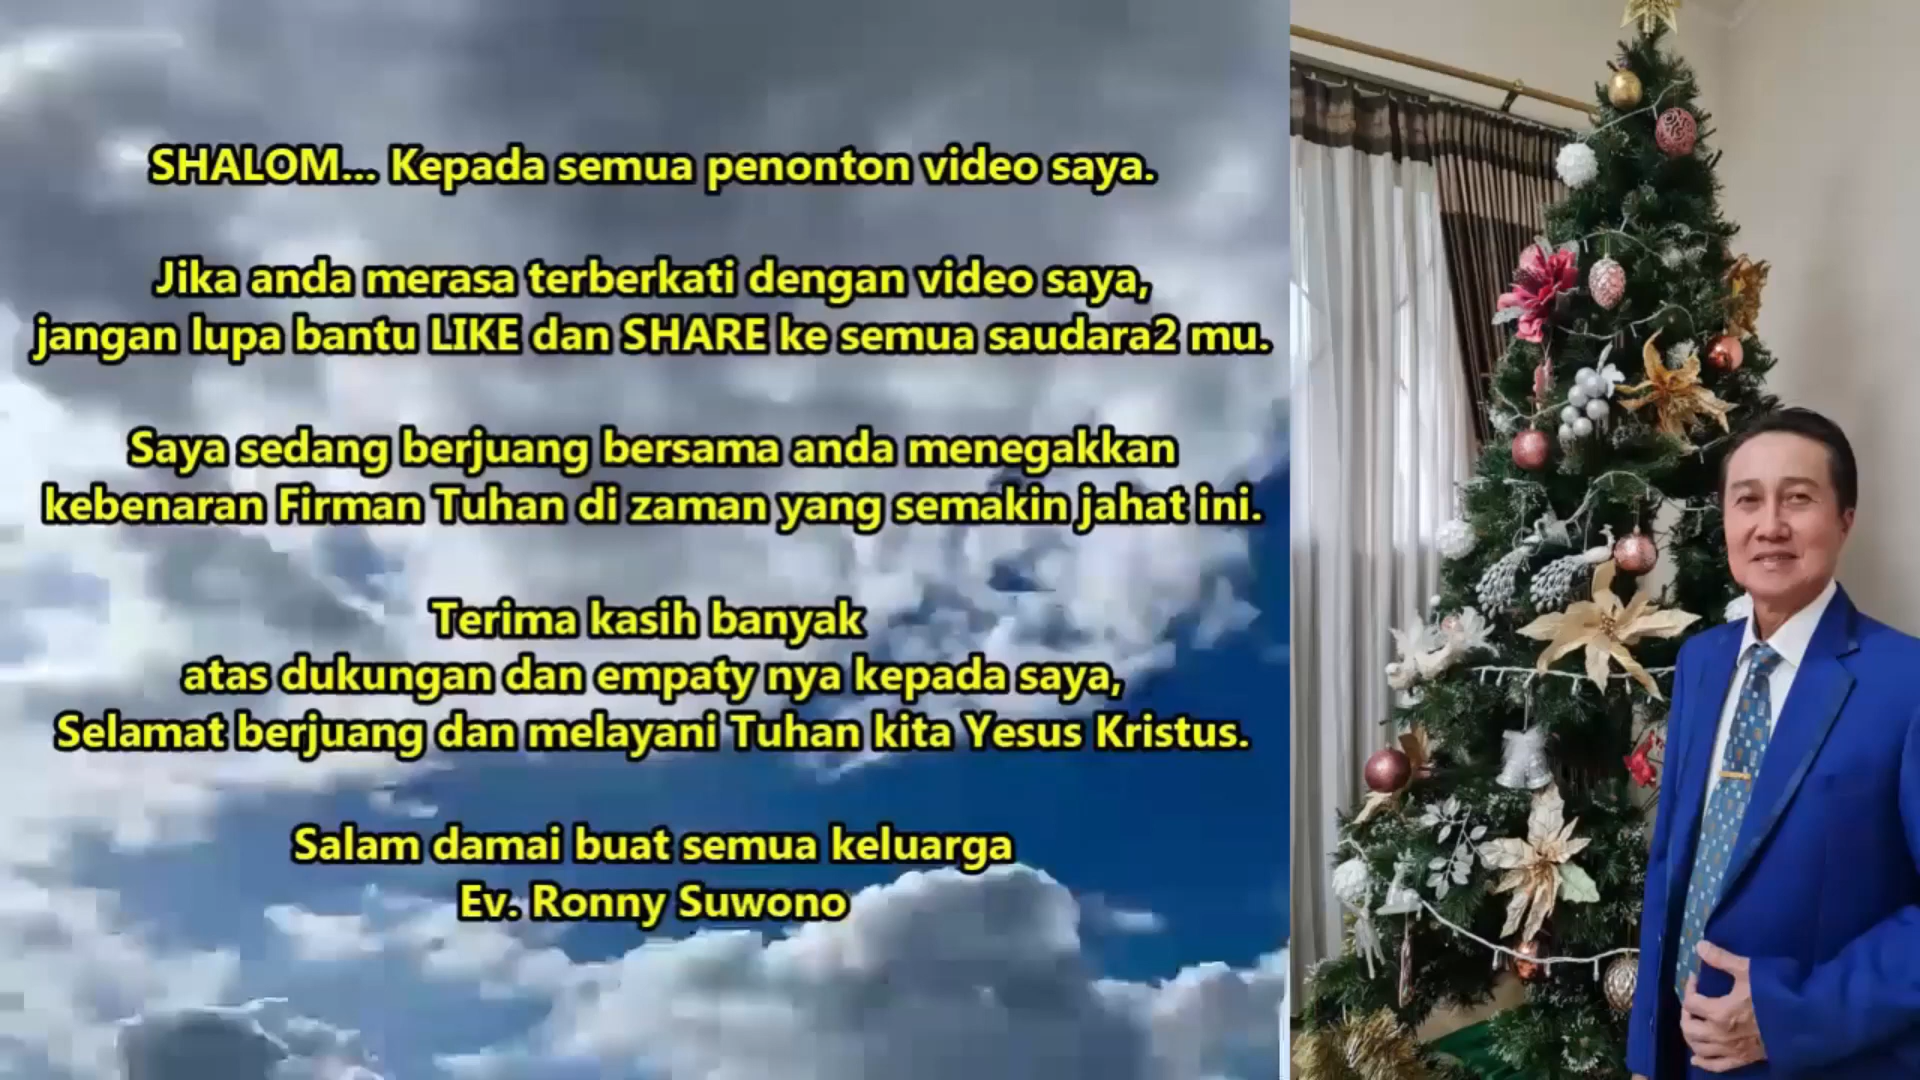 SHALOM... Kepada semua penonton video saya.
Jika anda merasa terberkati dengan video saya,
jangan lupa bantu LIKE dan SHARE ke semua saudara2 mu.
Saya sedang berjuang bersama anda menegakkan
kebenaran Firman Tuhan di zaman yang semakin jahat ini.
Terima kasih banyak
atas dukungan dan empaty nya kepada saya,
Selamat berjuang dan melayani Tuhan kita Yesus Kristus.
Salam damai buat semua keluarga
Ev. Ronny Suwono